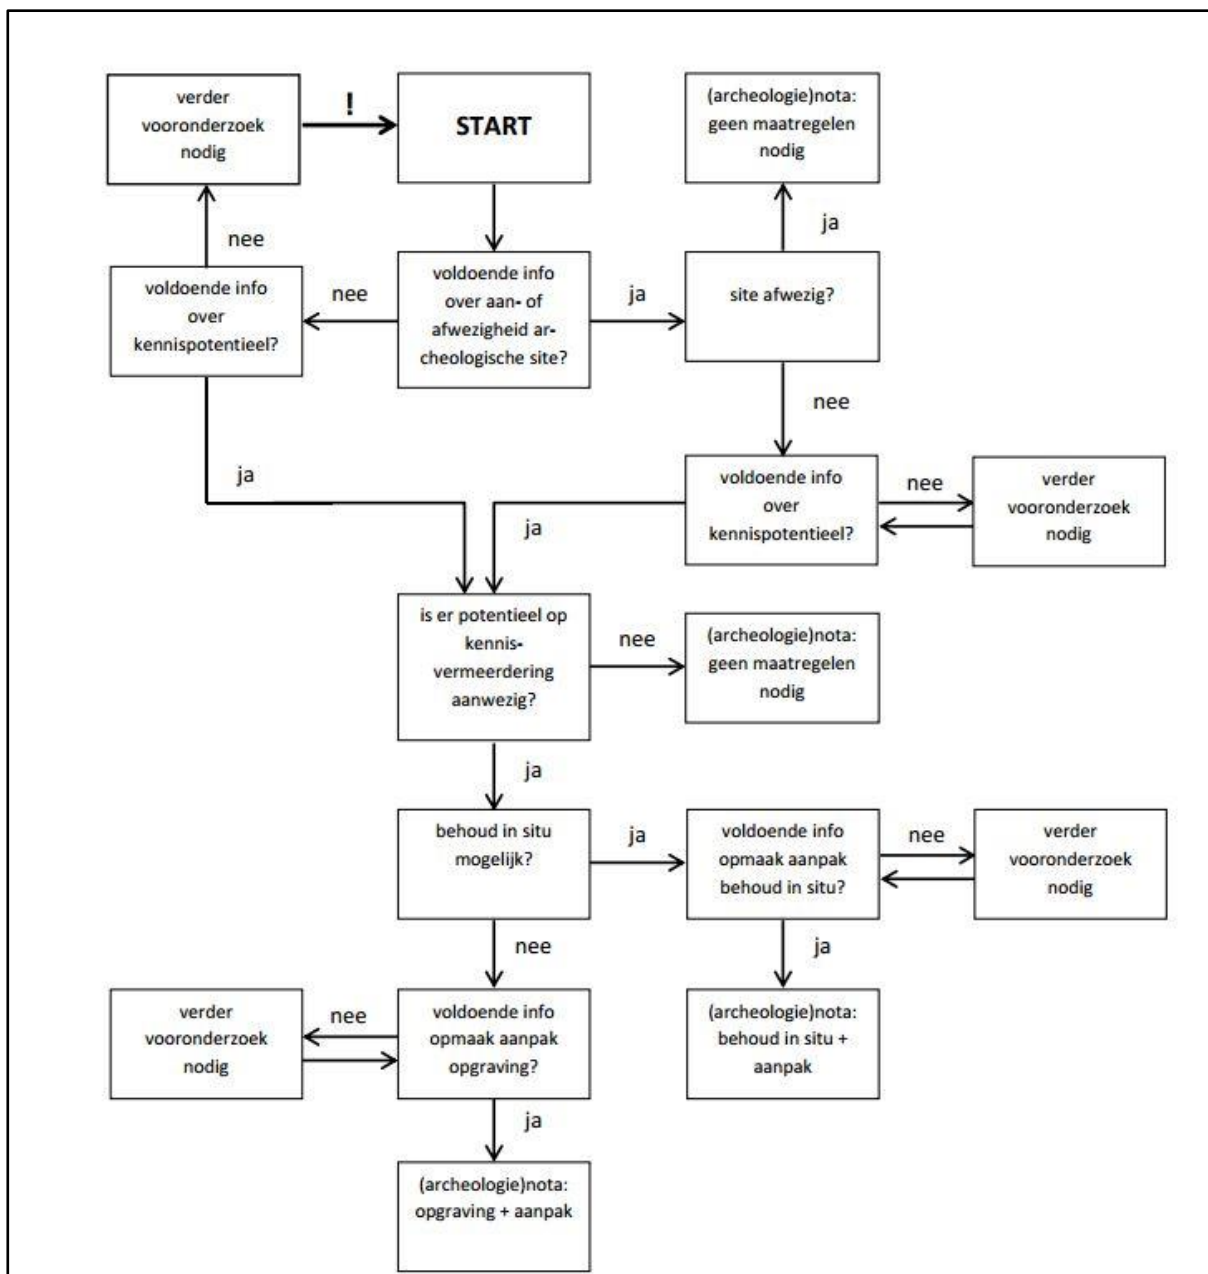 verder
vooronderzoek
nodig
!
START
(archeologie)nota:
geen maatregelen
nodig
nee
ja
voldoende info
over
kennispotentieel?
nee
voldoende info
over aan- of
afwezigheid ar-
cheologische site?
ja
site afwezig?
nee
ja
voldoende info
over
kennispotentieel?
nee
verder
vooronderzoek
nodig
ja
is er potentieel op
kennis-
vermeerdering
aanwezig?
nee
(archeologie)nota:
geen maatregelen
nodig
ja
behoud in situ
mogelijk?
ja
voldoende info
opmaak aanpak
behoud in situ?
nee
verder
vooronderzoek
nodig
nee
ja
verder
vooronderzoek
nodig
nee
voldoende info
opmaak aanpak
opgraving?
(archeologie)nota:
behoud in situ +
aanpak
ja
(archeologie)nota:
opgraving + aanpak